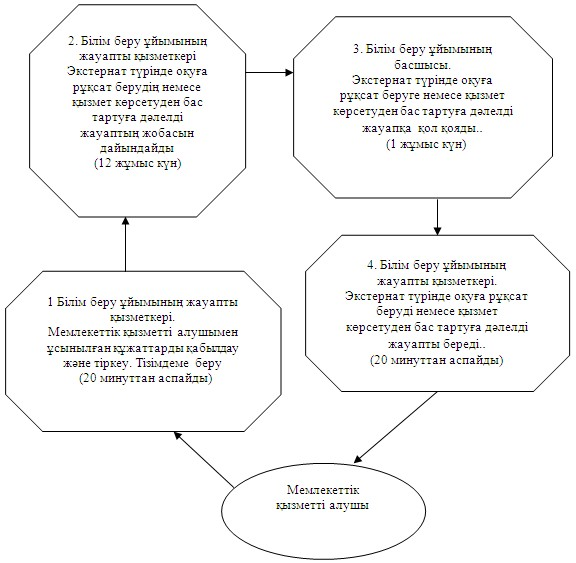 2. Білім беру ұйымының
жауапты қызметкері
Экстернат түрінде оқуға
рұқсат берудің немесе
қызмет көрсетуден бас
тартуға дәлелді
жауаптың жобасын
дайындайды
(12 жұмыс күн)
3. Білім беру ұйымының
басшысы.
Экстернат түрінде оқуға
рұқсат беруге немесе қызмет
көрсетуден бас тартуға дәлелді
жауапқа қол қояды..
(1 жұмыс күн)
4. Білім беру ұйымының
жауапты қызметкері.
Экстернат түрінде оқуға рұқсат
беруді немесе қызмет
көрсетуден бас тартуға дәлелді
жауапты береді..
(20 минуттан аспайды)
1 Білім беру ұйымының жауапты
қызметкері.
Мемлекеттік қызметті алушымен
ұсынылған құжаттарды қабылдау
және тіркеу. Тізімдеме беру
(20 минуттан аспайды)
Мемлекеттік
қызметті алушы